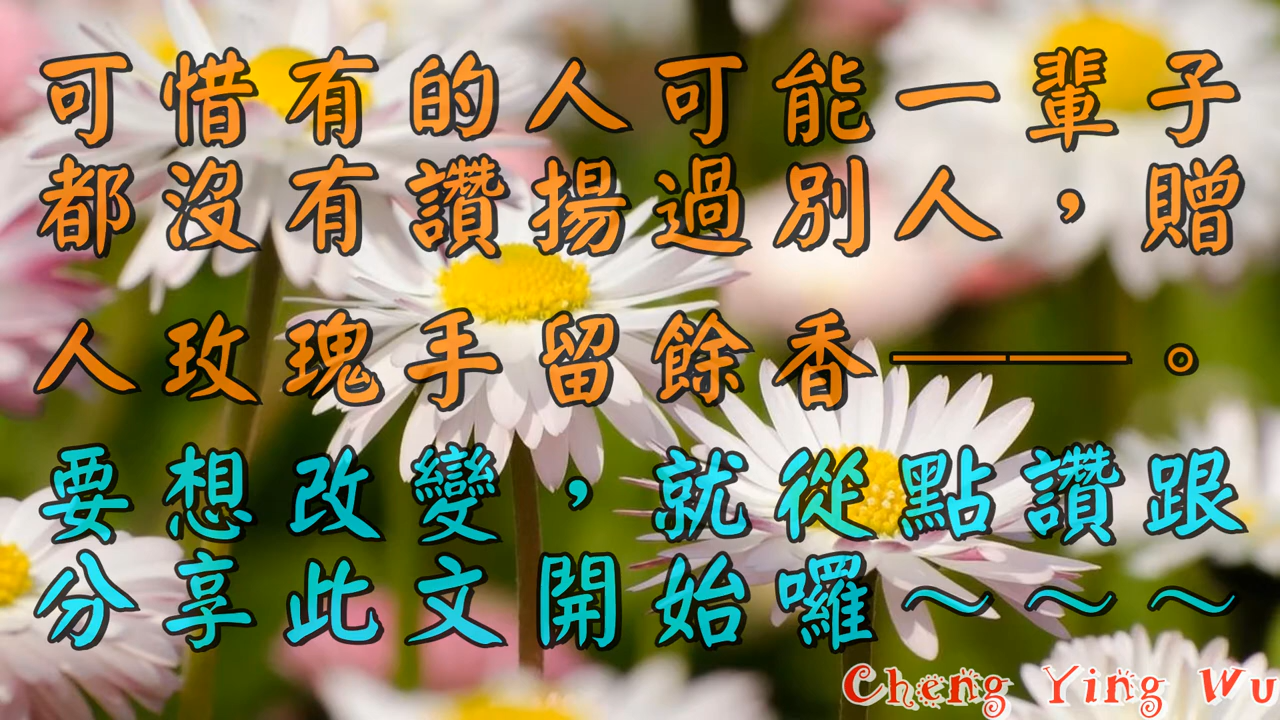 可惜有的人可能一輩子
都沒有讚揚過別人，贈
人玫瑰手留餘香——。
要想改變，就從點讚跟
分享此文開始囉～～～
Cheng Ying Wu